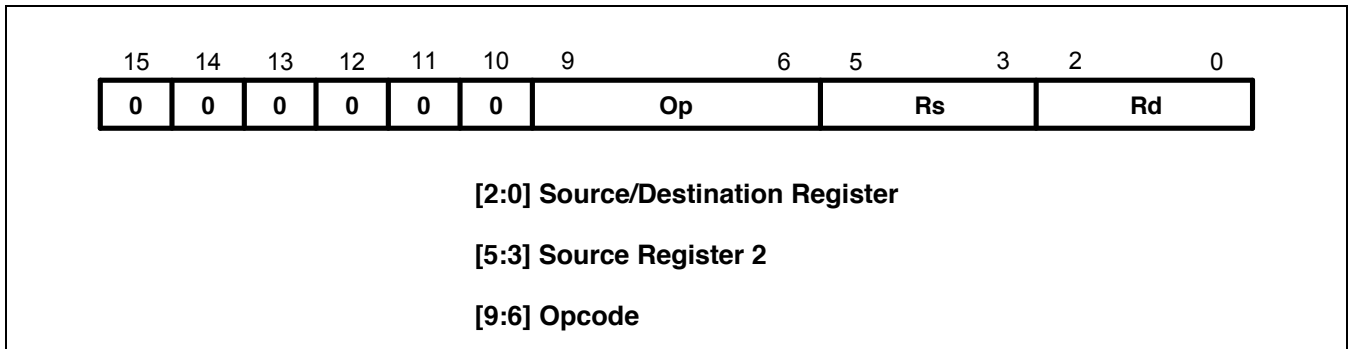 15 14 13 12 11 10 9 6 5 3 2 0
0 0 0 0 0 0 Op Rs Rd
[2:0] Source/Destination Register
[5:3] Source Register 2
[9:6] Opcode